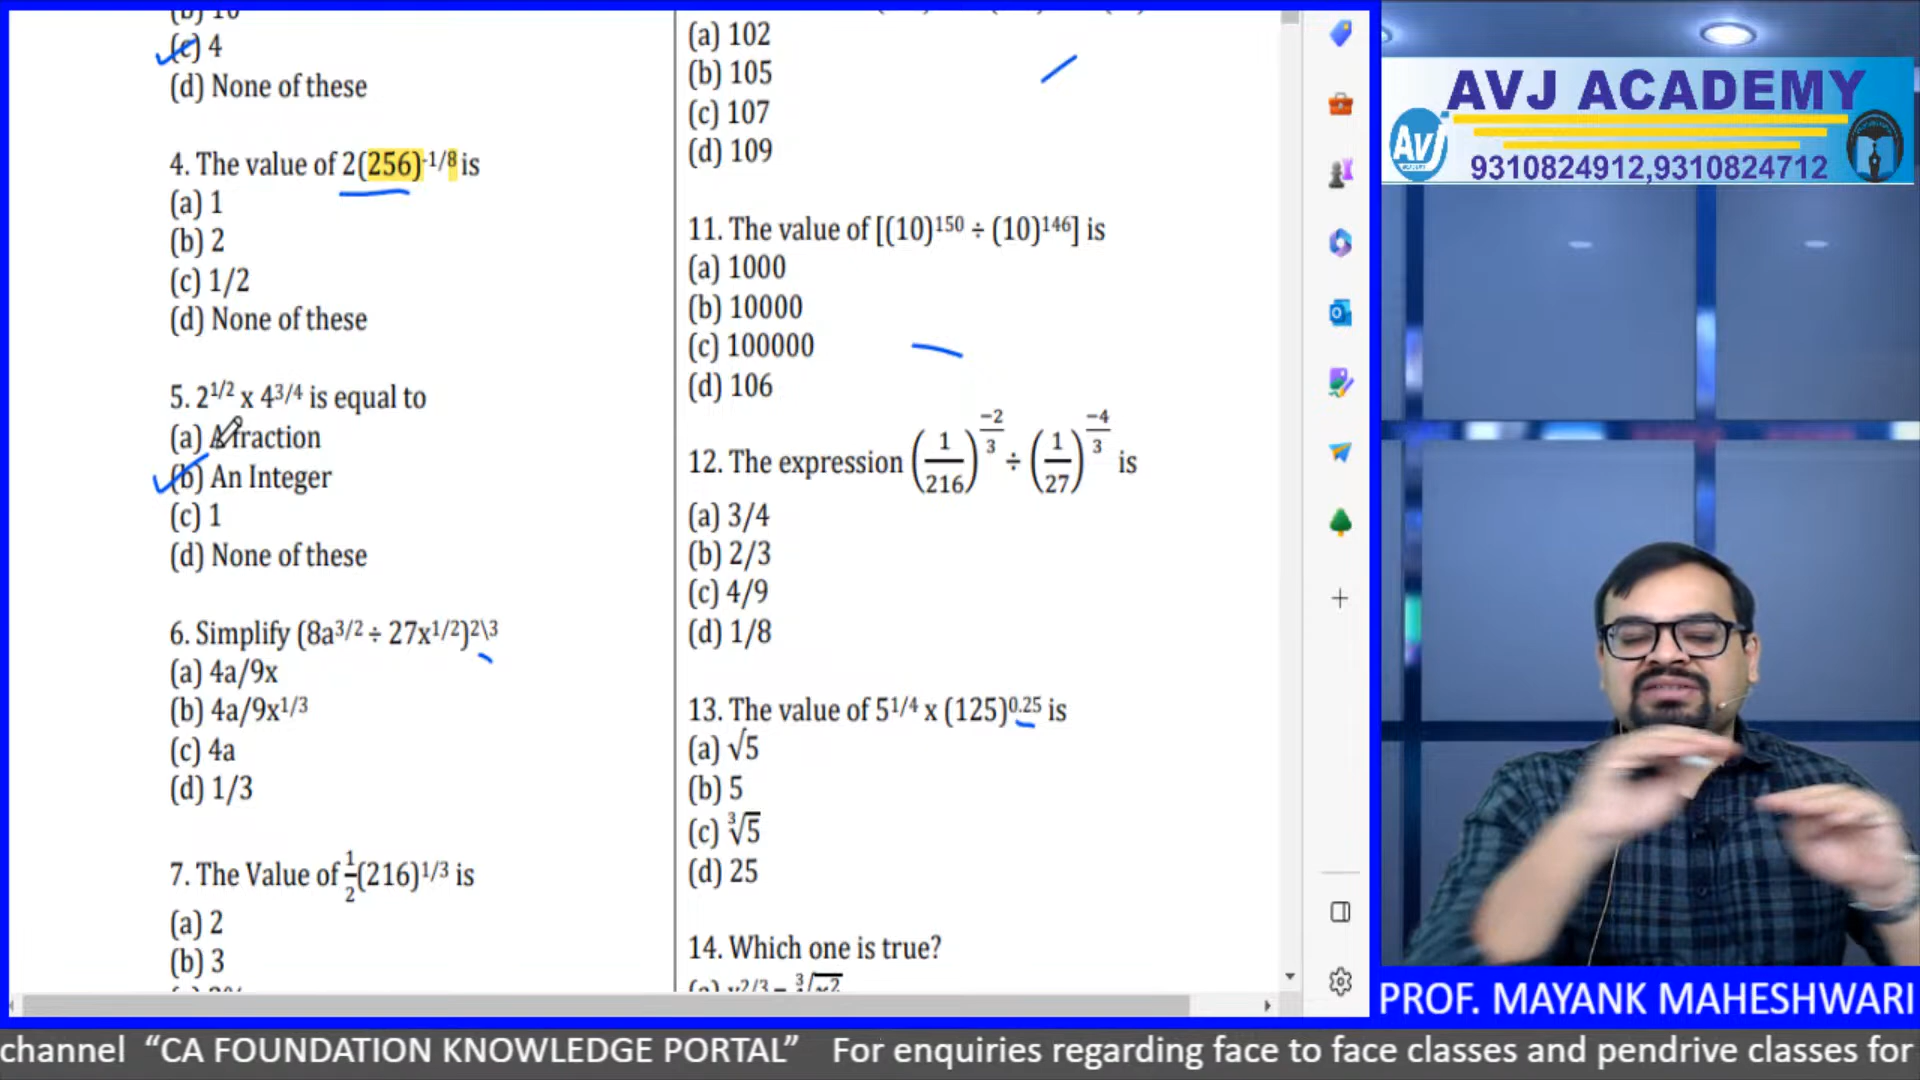 (b) 10
(c) 4
(d) None of these
4. The value of 2(256)-1/8 is
(a) 1
(b) 2
(c) 1/2
(d) None of these
5. 2^1/2 x 4^3/4 is equal to
(a) A fraction
(b) An Integer
(c) 1
(d) None of these
6. Simplify (8a^3/2 ÷ 27x^1/2)^2\3
(a) 4a/9x
(b) 4a/9x^1/3
(c) 4a
(d) 1/3
7. The Value of 1/2(216)^1/3 is
(a) 2
(b) 3
(a) 102
(b) 105
(c) 107
(d) 109
11. The value of [(10)^150 ÷ (10)^146] is
(a) 1000
(b) 10000
(c) 100000
(d) 106
12. The expression (1/216)^-2/3 ÷ (1/27)^-4/3 is
(a) 3/4
(b) 2/3
(c) 4/9
(d) 1/8
13. The value of 5^1/4 x (125)^0.25 is
(a) √5
(b) 5
(c) ³√5
(d) 25
14. Which one is true?
AVJ ACADEMY
AVJ
9310824912,9310824712
PROF. MAYANK MAHESHWARI
channel “CA FOUNDATION KNOWLEDGE PORTAL” For enquiries regarding face to face classes and pendrive classes for